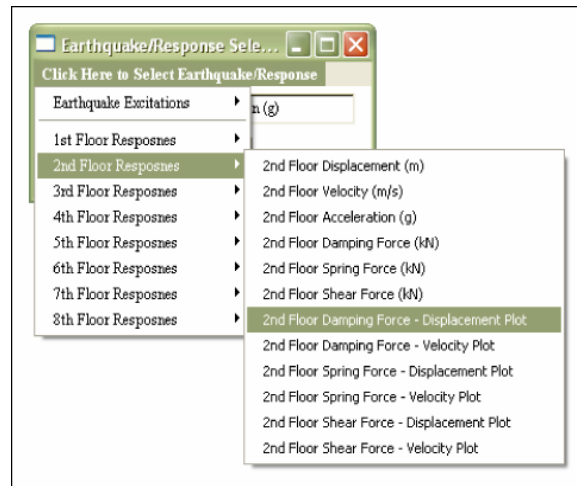 Earthquake/Response Sele...
Click Here to Select Earthquake/Response
Earthquake Excitations
n (g)
1st Floor Resposnes
2nd Floor Resposnes
3rd Floor Resposnes
4th Floor Resposnes
5th Floor Resposnes
6th Floor Resposnes
7th Floor Resposnes
8th Floor Resposnes
2nd Floor Displacement (m)
2nd Floor Velocity (m/s)
2nd Floor Acceleration (g)
2nd Floor Damping Force (kN)
2nd Floor Spring Force (kN)
2nd Floor Shear Force (kN)
2nd Floor Damping Force - Displacement Plot
2nd Floor Damping Force - Velocity Plot
2nd Floor Spring Force - Displacement Plot
2nd Floor Spring Force - Velocity Plot
2nd Floor Shear Force - Displacement Plot
2nd Floor Shear Force - Velocity Plot